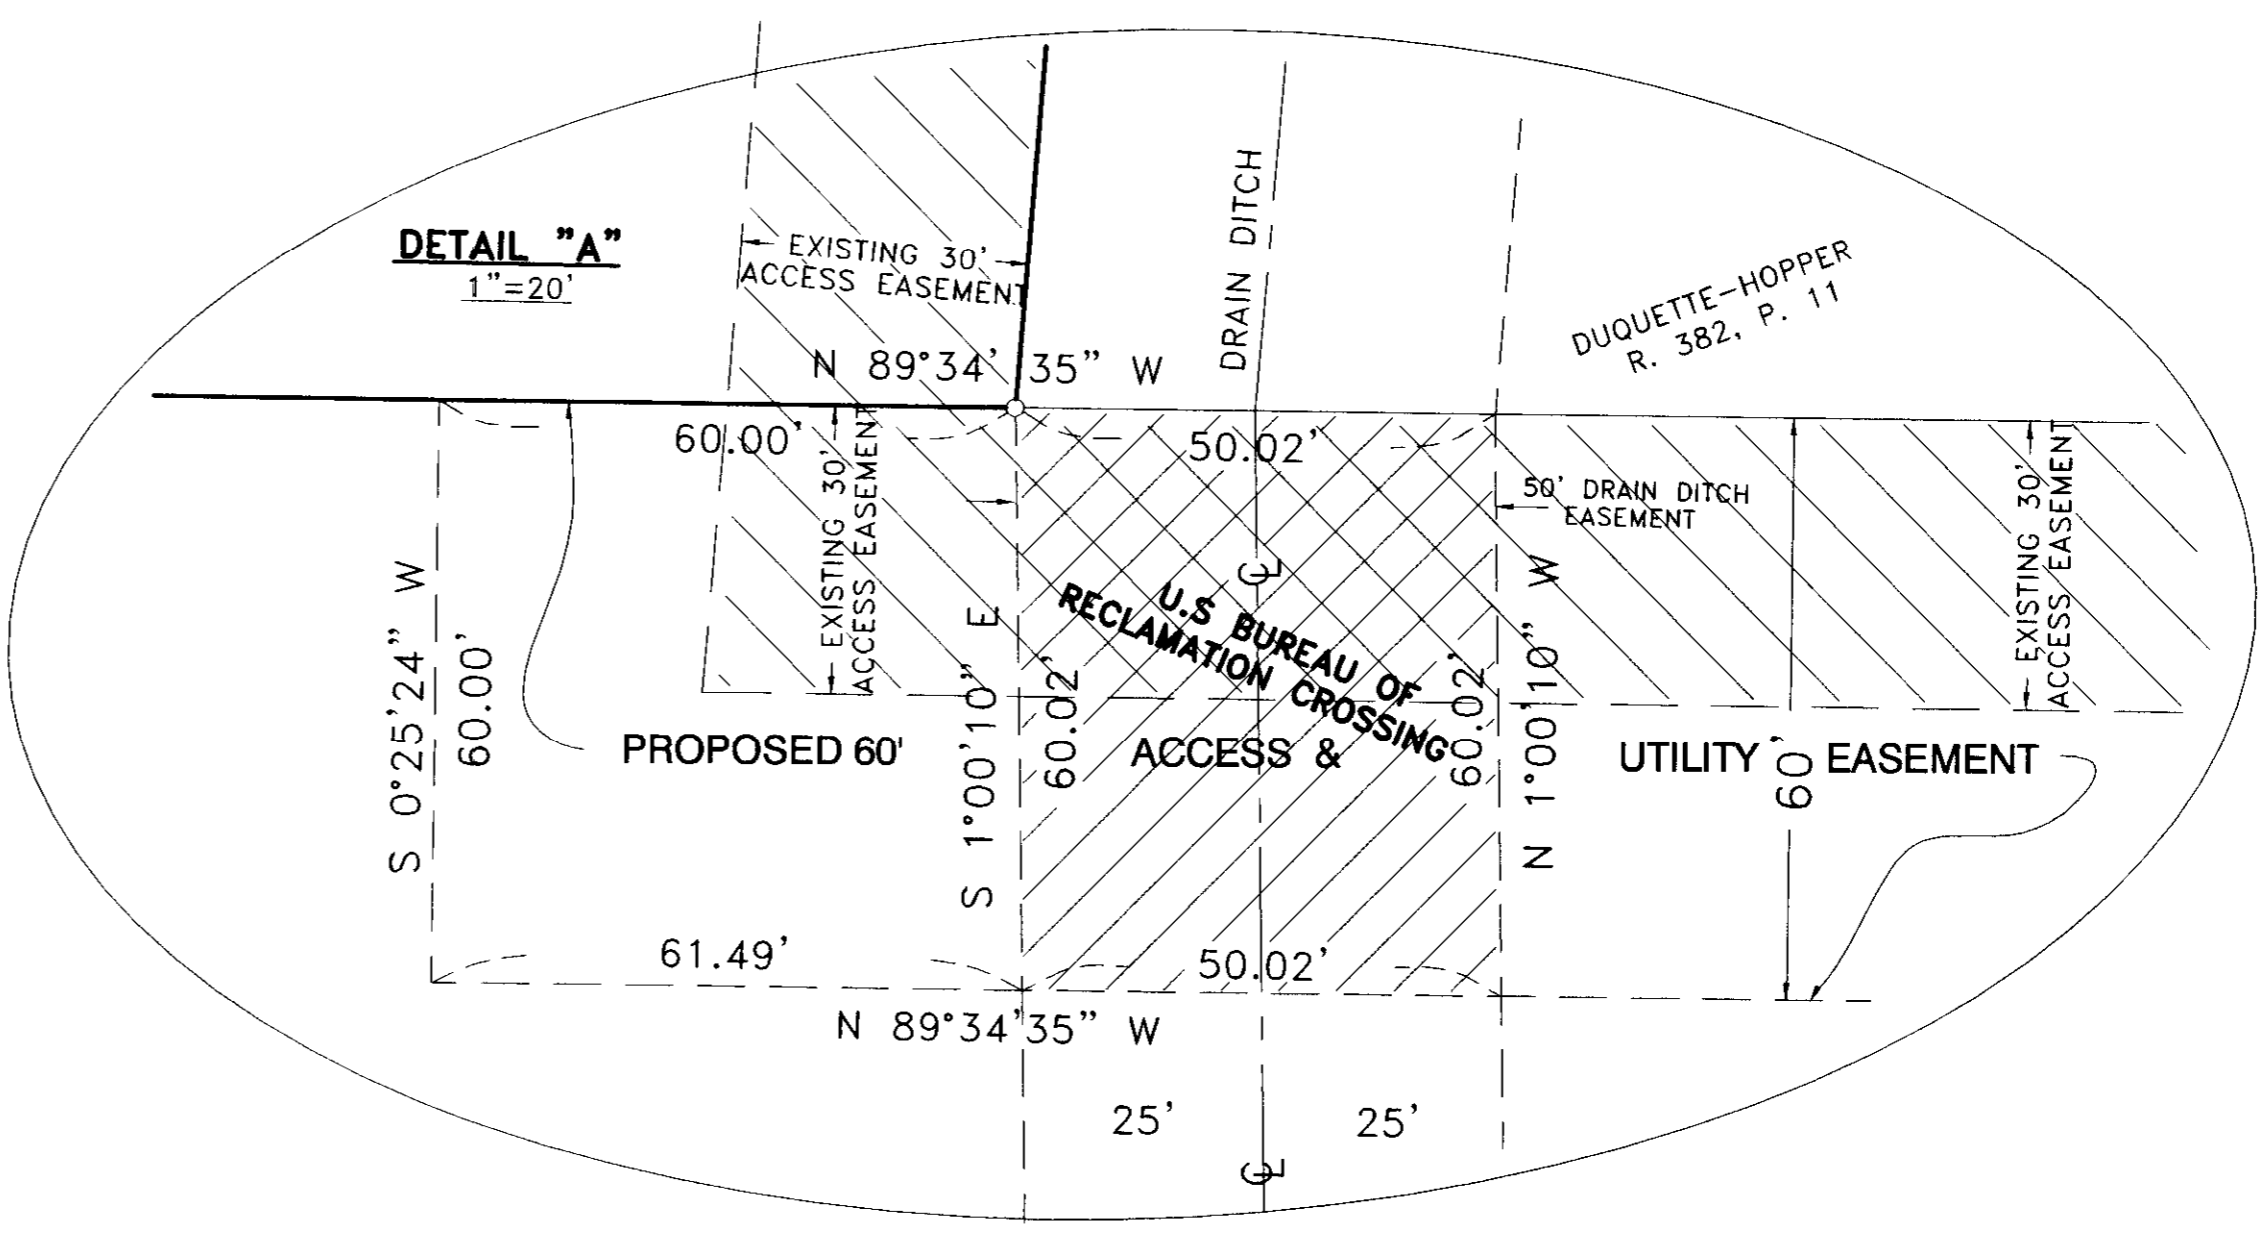 DETAIL "A"
1"=20'
EXISTING 30'
ACCESS EASEMENT
DRAIN DITCH
DUQUETTE-HOPPER
R. 382, P. 11
N 89°34'35" W
60.00'
50.02'
EXISTING 30'
ACCESS EASEMENT
50' DRAIN DITCH
EASEMENT
EXISTING 30'
ACCESS EASEMENT
S 0°25'24" W
60.00'
S 1°00'10" E
60.02'
U.S BUREAU OF
RECLAMATION CROSSING
60.02'
N 1°00'10" W
PROPOSED 60' ACCESS & UTILITY EASEMENT
60'
61.49'
50.02'
N 89°34'35" W
25' 25'
CL
CL